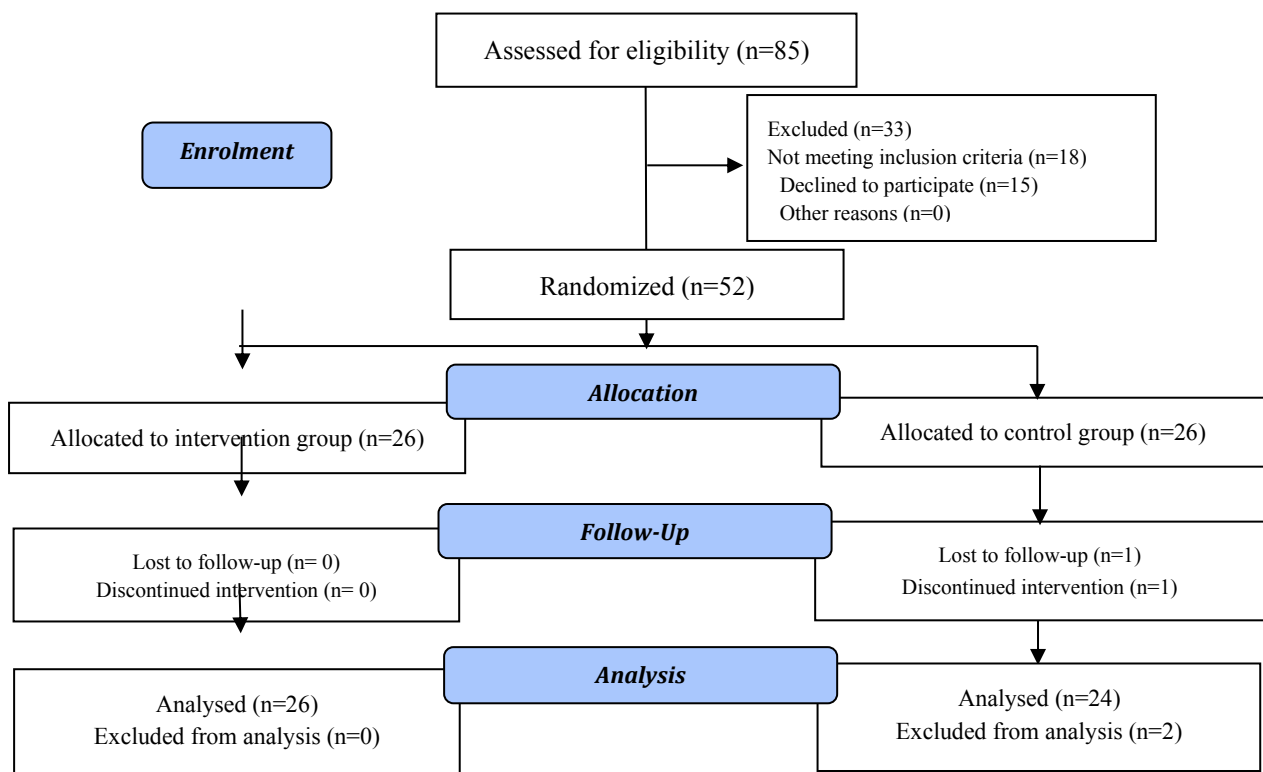 Assessed for eligibility (n=85)
Enrolment
Excluded (n=33)
Not meeting inclusion criteria (n=18)
Declined to participate (n=15)
Other reasons (n=0)
Randomized (n=52)
Allocation
Allocated to intervention group (n=26)
Allocated to control group (n=26)
Follow-Up
Lost to follow-up (n= 0)
Discontinued intervention (n= 0)
Lost to follow-up (n=1)
Discontinued intervention (n=1)
Analysis
Analysed (n=26)
Excluded from analysis (n=0)
Analysed (n=24)
Excluded from analysis (n=2)